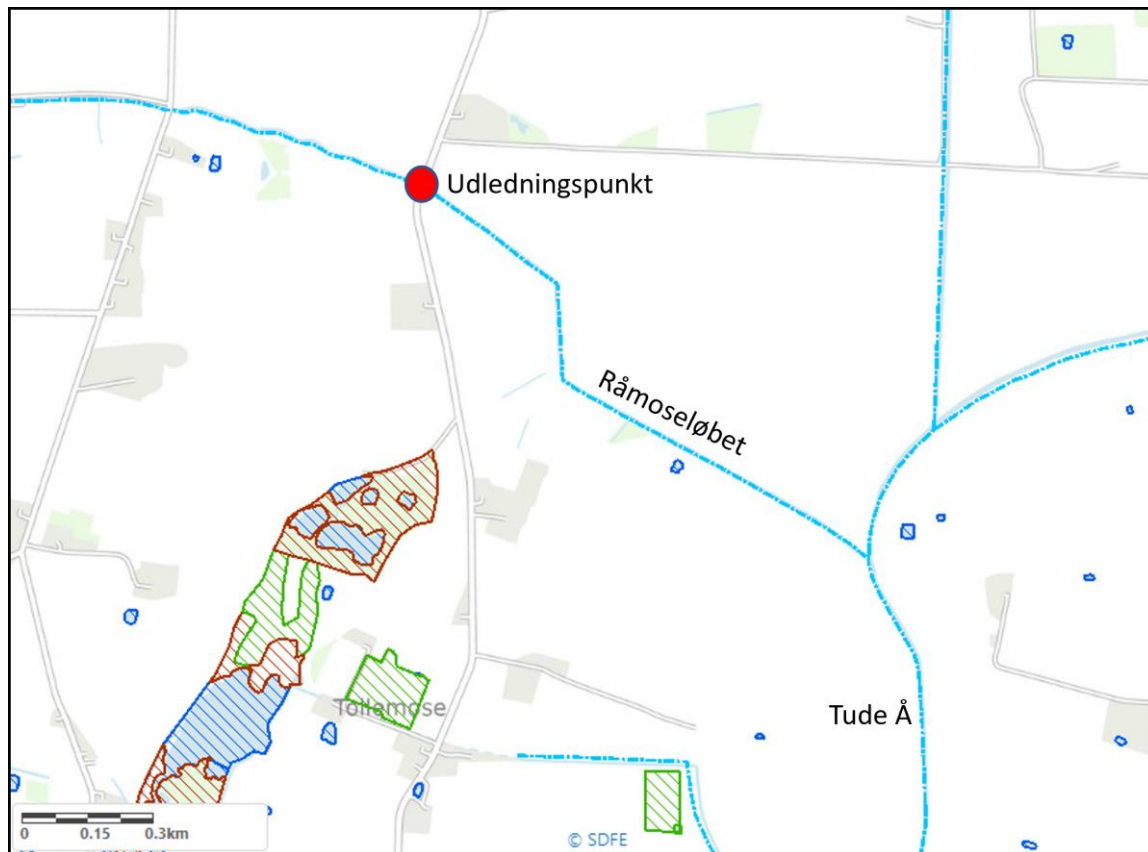 Udledningspunkt
Råmoseløbet
Tude Å
Tollemose
0 0.15 0.3km
© SDFE